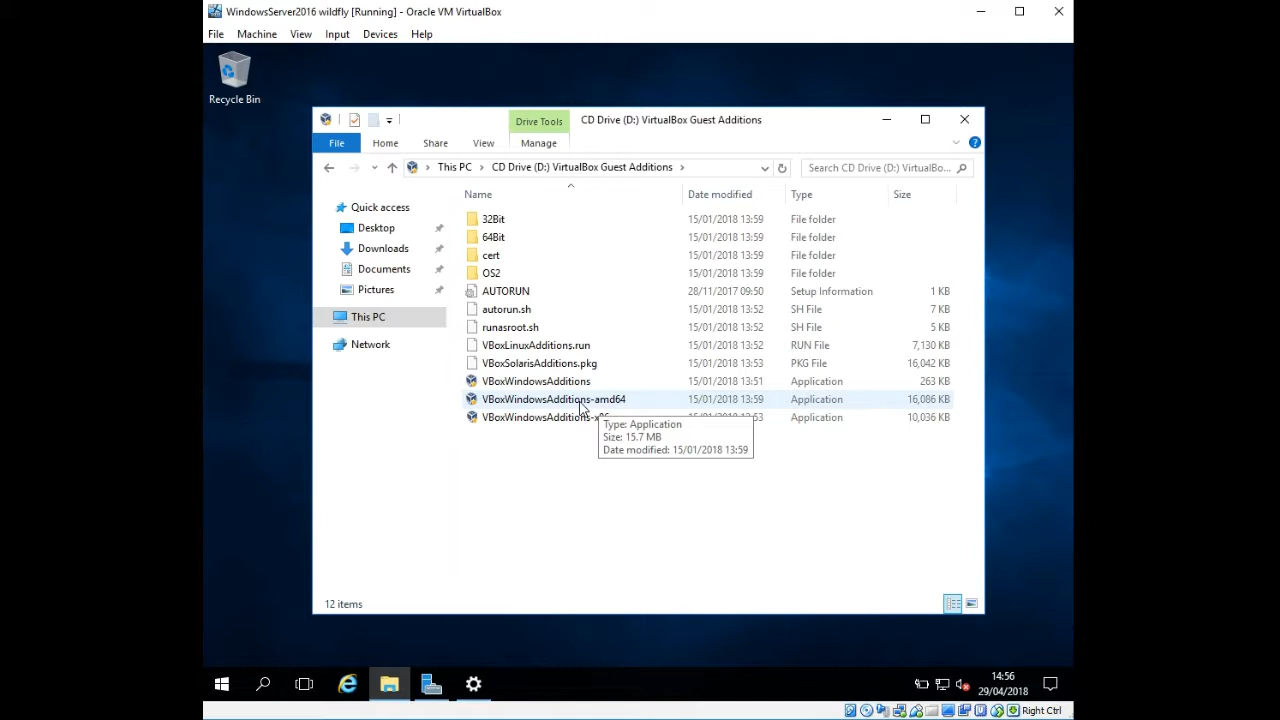 WindowsServer2016 wildfly [Running] - Oracle VM VirtualBox
File Machine View Input Devices Help
Recycle Bin
Drive Tools CD Drive (D:) VirtualBox Guest Additions
File Home Share View Manage
This PC CD Drive (D:) VirtualBox Guest Additions Search CD Drive (D:) VirtualBo...
Name Date modified Type Size
Quick access
Desktop
Downloads
Documents
Pictures
This PC
Network
32Bit 15/01/2018 13:59 File folder
64Bit 15/01/2018 13:59 File folder
cert 15/01/2018 13:59 File folder
OS2 15/01/2018 13:59 File folder
AUTORUN 28/11/2017 09:50 Setup Information 1 KB
autorun.sh 15/01/2018 13:52 SH File 7 KB
runasroot.sh 15/01/2018 13:52 SH File 5 KB
VBoxLinuxAdditions.run 15/01/2018 13:52 RUN File 7,130 KB
VBoxSolarisAdditions.pkg 15/01/2018 13:53 PKG File 16,042 KB
VBoxWindowsAdditions 15/01/2018 13:51 Application 263 KB
VBoxWindowsAdditions-amd64 15/01/2018 13:59 Application 16,086 KB
VBoxWindowsAdditions-x86 Application 10,036 KB
Type: Application
Size: 15.7 MB
Date modified: 15/01/2018 13:59
12 items
14:56
29/04/2018
Right Ctrl